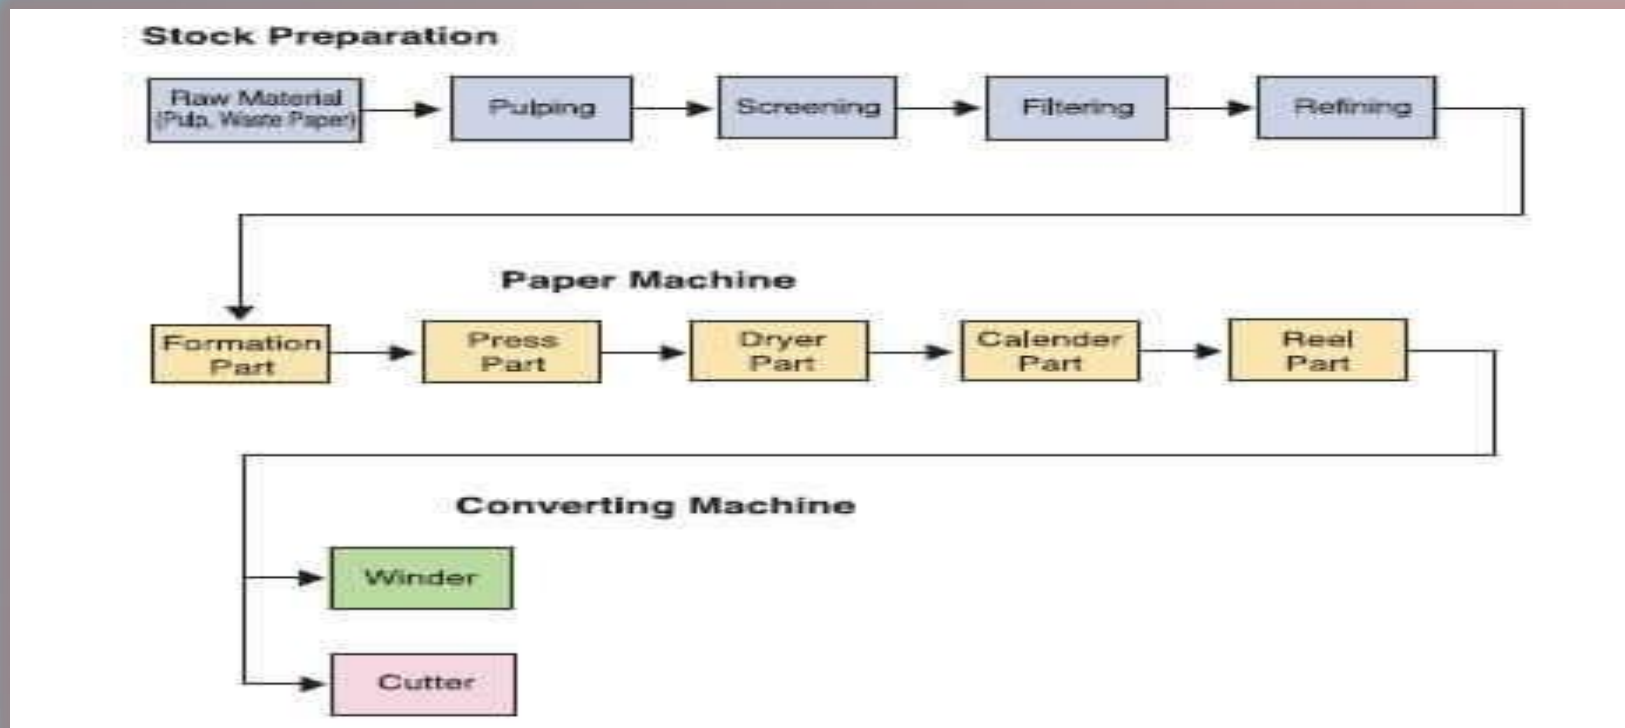 Stock Preparation
Raw Material
(Pulp, Waste Paper)
Pulping
Screening
Filtering
Refining
Paper Machine
Formation
Part
Press
Part
Dryer
Part
Calender
Part
Reel
Part
Converting Machine
Winder
Cutter